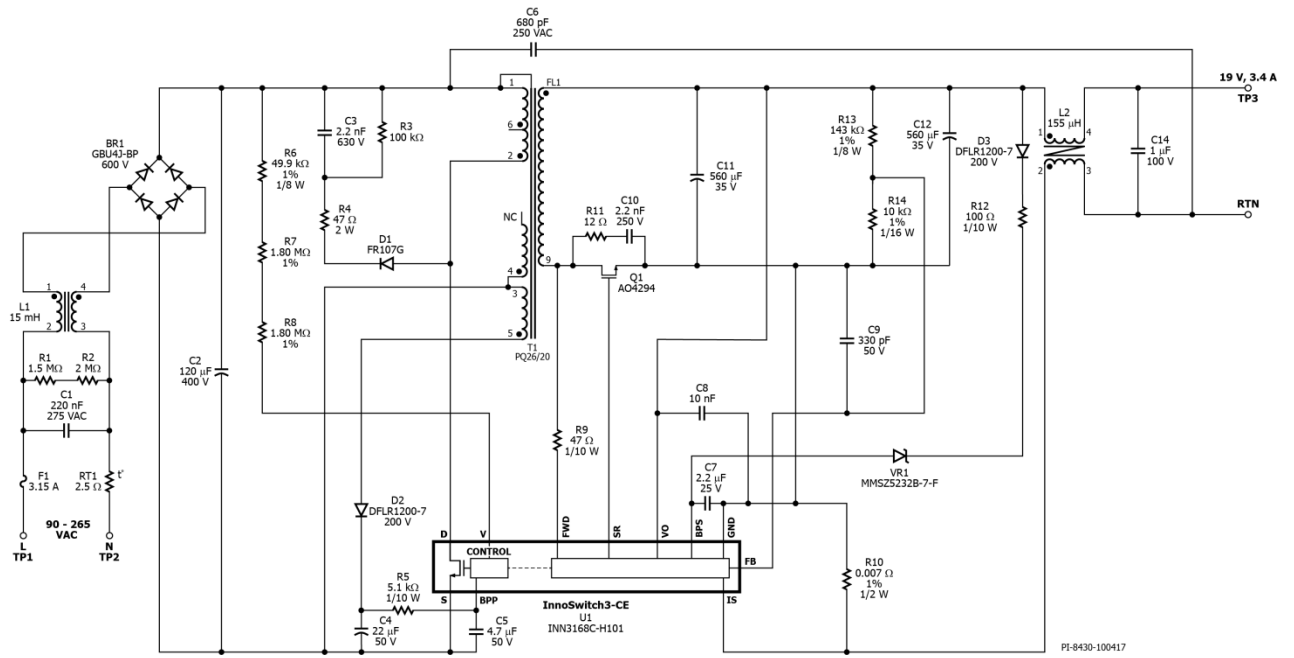 C6
680 pF
250 VAC
BR1
GBU4J-BP
600 V
R6
49.9 kΩ
1%
1/8 W
C3
2.2 nF
630 V
R3
100 kΩ
1
6
2
FL1
R4
47 Ω
2 W
D1
FR107G
NC
4
3
5
9
T1
PQ26/20
R7
1.80 MΩ
1%
R8
1.80 MΩ
1%
L1
15 mH
1
4
2
3
R1
1.5 MΩ
R2
2 MΩ
C1
220 nF
275 VAC
F1
3.15 A
RT1
2.5 Ω
t°
90 - 265
VAC
L
TP1
N
TP2
C2
120 μF
400 V
R11
12 Ω
C10
2.2 nF
250 V
Q1
AO4294
C11
560 μF
35 V
R13
143 kΩ
1%
1/8 W
R14
10 kΩ
1%
1/16 W
C12
560 μF
35 V
D3
DFLR1200-7
200 V
R12
100 Ω
1/10 W
L2
155 μH
1
4
2
3
C14
1 μF
100 V
19 V, 3.4 A
TP3
RTN
C9
330 pF
50 V
C8
10 nF
R9
47 Ω
1/10 W
C7
2.2 μF
25 V
VR1
MMSZ5232B-7-F
D2
DFLR1200-7
200 V
D
V
FWD
SR
VO
BPS
GND
CONTROL
FB
S
BPP
IS
InnoSwitch3-CE
U1
INN3168C-H101
R5
5.1 kΩ
1/10 W
C4
22 μF
50 V
C5
4.7 μF
50 V
R10
0.007 Ω
1%
1/2 W
PI-8430-100417